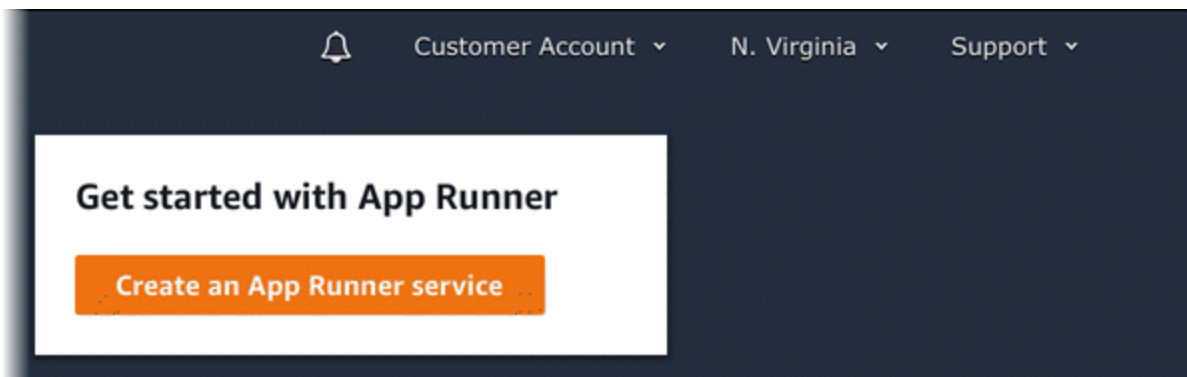 Customer Account N. Virginia Support
Get started with App Runner
Create an App Runner service